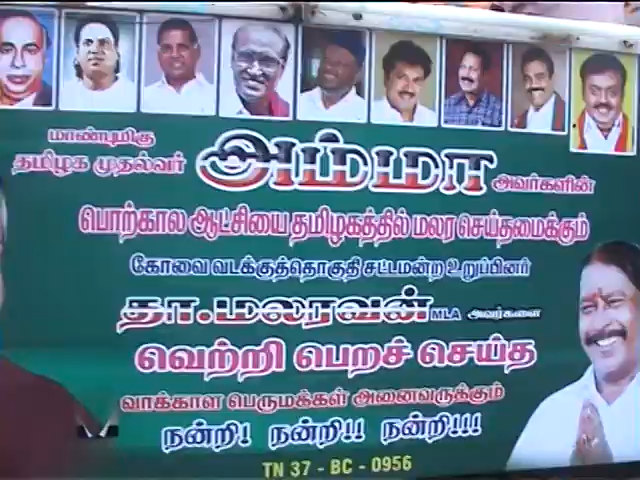 மாண்புமிகு
தமிழக முதல்வர் அம்மா அவர்களின்
பொற்கால ஆட்சியை தமிழகத்தில் மலர செய்தமைக்கும்
கோவை வடக்குத்தொகுதி சட்டமன்ற உறுப்பினர்
தா.மலரவன் MLA அவர்களை
வெற்றி பெறச் செய்த
வாக்காள பெருமக்கள் அனைவருக்கும்
நன்றி! நன்றி!! நன்றி!!!
TN 37 - BC - 0956